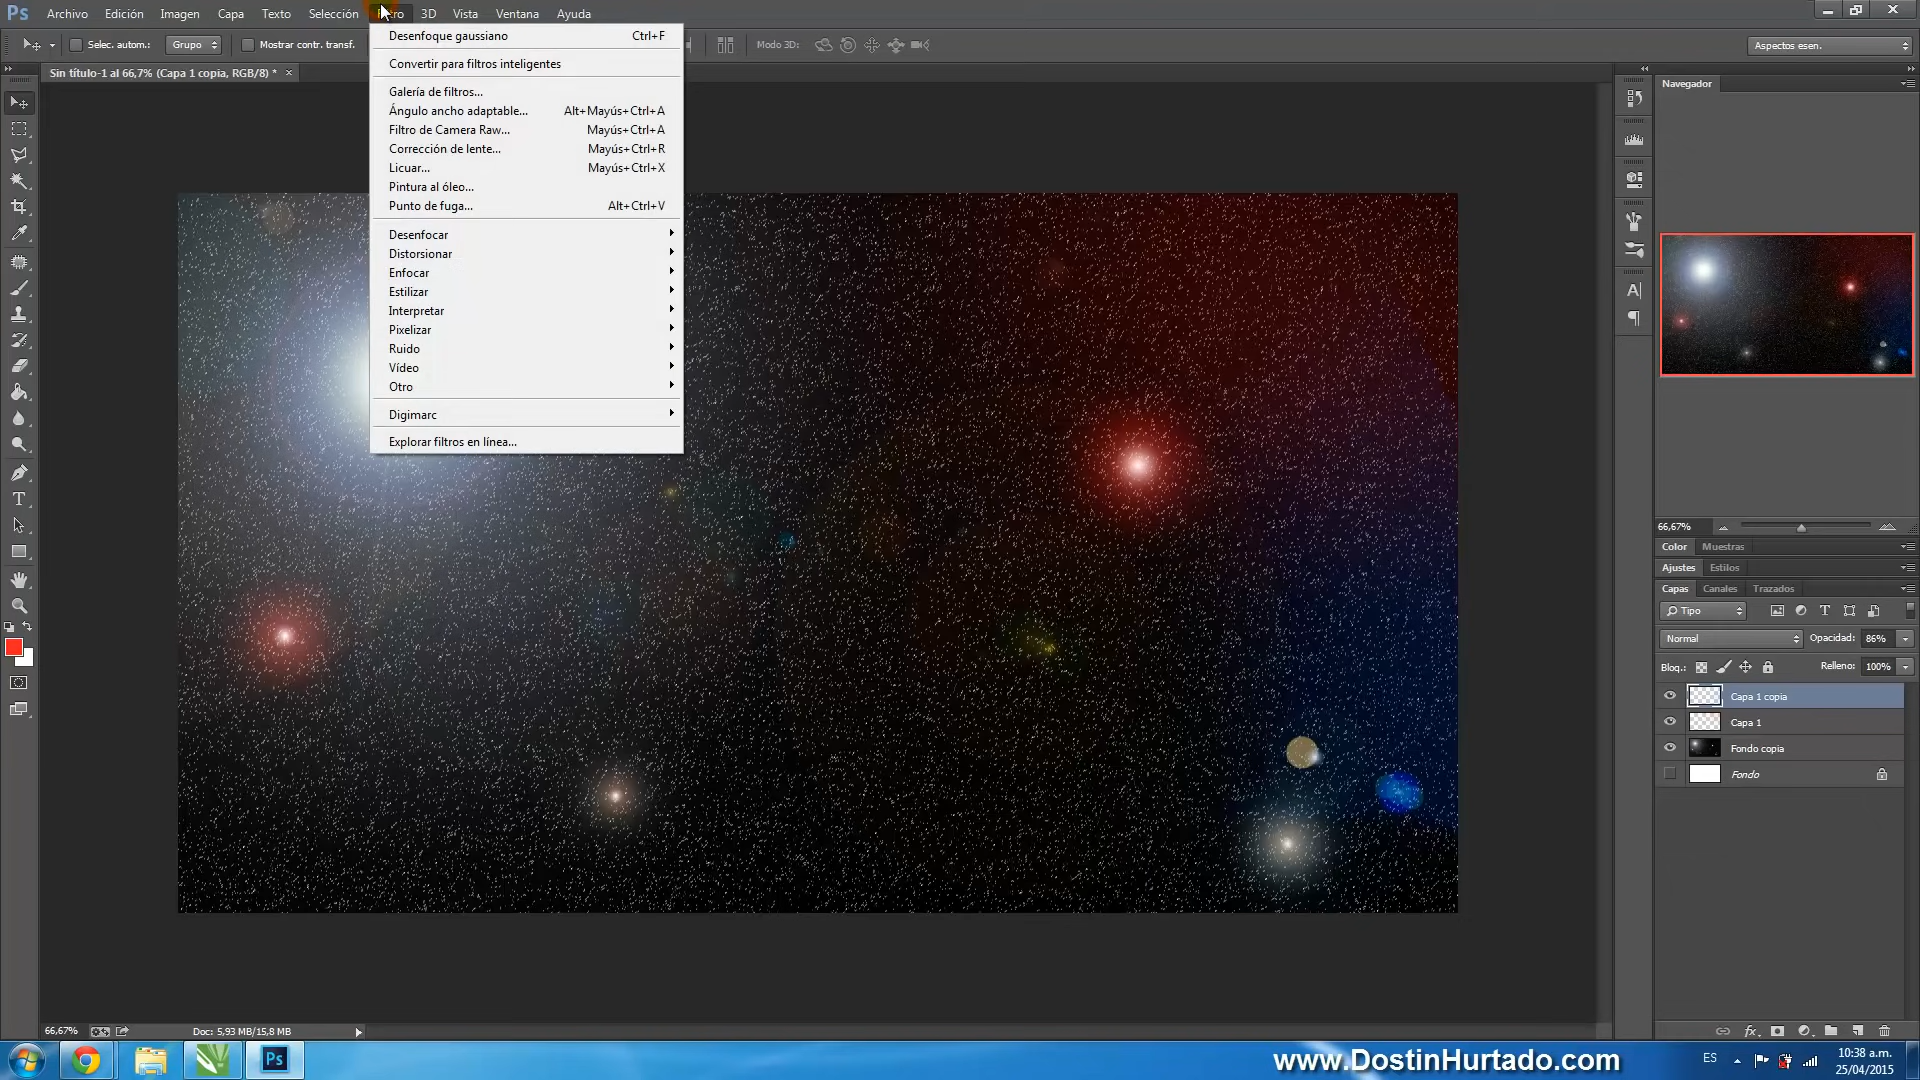 Ps Archivo Edición Imagen Capa Texto Selección 3D Vista Ventana Ayuda
Selec. autom.: Grupo Mostrar contr. transf. Modo 3D: Aspectos esen.
Sin título-1 al 66,7% (Capa 1 copia, RGB/8) * ×
Desenfoque gaussiano Ctrl+F
Convertir para filtros inteligentes
Galería de filtros...
Ángulo ancho adaptable... Alt+Mayús+Ctrl+A
Filtro de Camera Raw... Mayús+Ctrl+A
Corrección de lente... Mayús+Ctrl+R
Licuar... Mayús+Ctrl+X
Pintura al óleo...
Punto de fuga... Alt+Ctrl+V
Desenfocar
Distorsionar
Enfocar
Estilizar
Interpretar
Pixelizar
Ruido
Vídeo
Otro
Digimarc
Explorar filtros en línea...
Navegador
66,67%
Color Muestras
Ajustes Estilos
Capas Canales Trazados
Tipo
Normal Opacidad: 86%
Bloq.: Relleno: 100%
Capa 1 copia
Capa 1
Fondo copia
Fondo
66,67% Doc: 5,93 MB/15,8 MB
Ps
www.DostinHurtado.com
ES
10:38 a.m.
25/04/2015